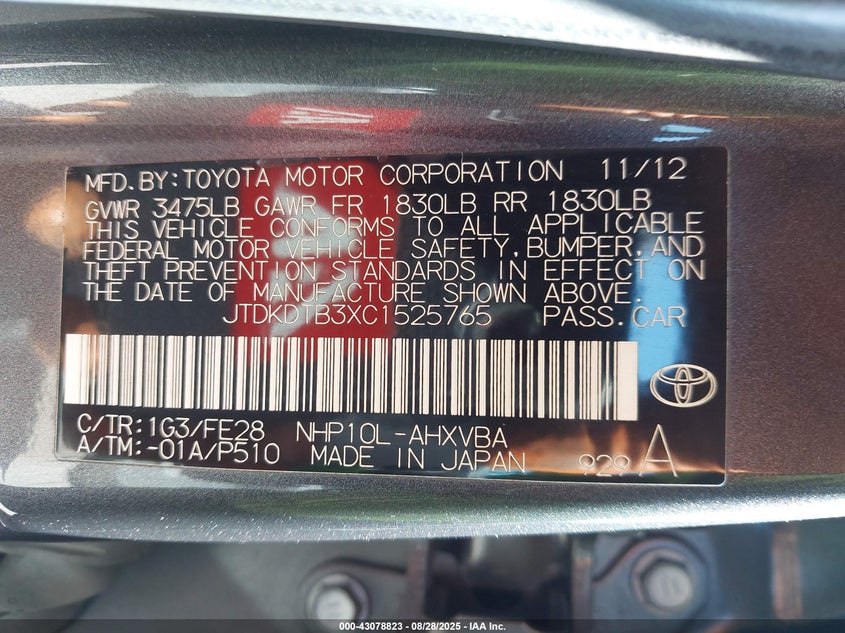 MFD.BY:TOYOTA MOTOR CORPORATION 11/12
GVWR 3475LB GAWR FR 1830LB RR 1830LB
THIS VEHICLE CONFORMS TO ALL APPLICABLE
FEDERAL MOTOR VEHICLE SAFETY,BUMPER,AND
THEFT PREVENTION STANDARDS IN EFFECT ON
THE DATE OF MANUFACTURE SHOWN ABOVE.
JTDKDTB3XC1525765 PASS.CAR
C/TR:1G3/FE28 NHP10L-AHXVBA
A/TM:-01A/P510 MADE IN JAPAN 929 A
000-43078823 / 08/28/2025 - IAA Inc.